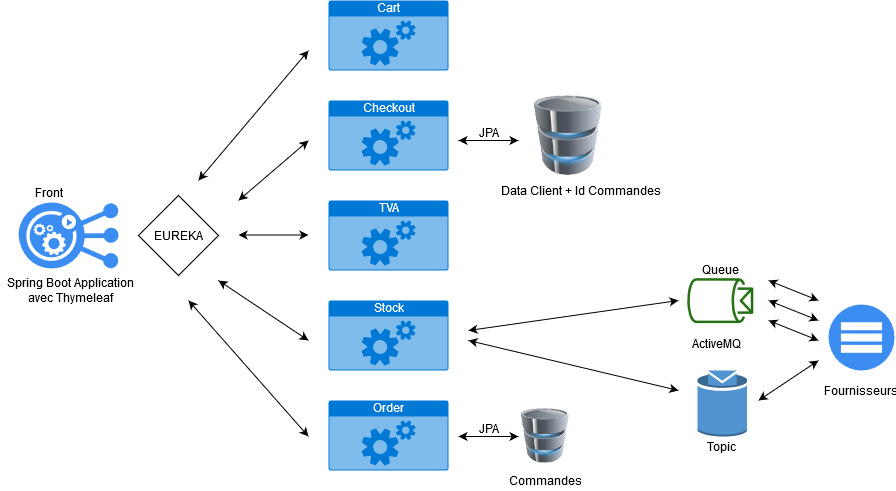 Cart
Checkout
JPA
Data Client + Id Commandes
Front
TVA
EUREKA
Spring Boot Application
avec Thymeleaf
Queue
Stock
ActiveMQ
Fournisseurs
Order
JPA
Topic
Commandes